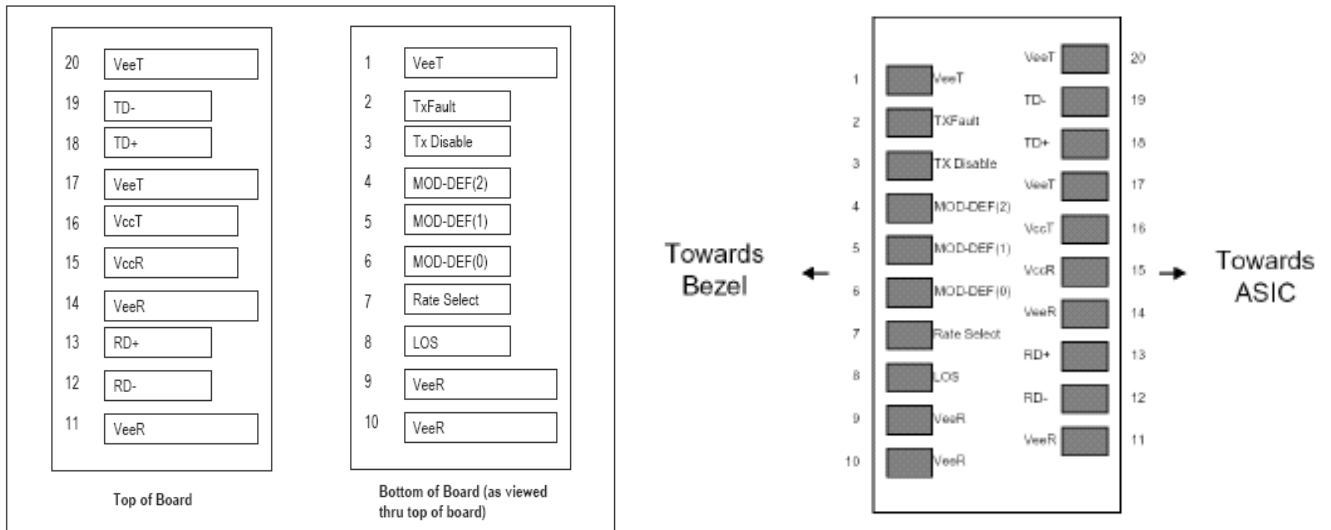 20 VeeT
19 TD-
18 TD+
17 VeeT
16 VccT
15 VccR
14 VeeR
13 RD+
12 RD-
11 VeeR
Top of Board
1 VeeT
2 TxFault
3 Tx Disable
4 MOD-DEF(2)
5 MOD-DEF(1)
6 MOD-DEF(0)
7 Rate Select
8 LOS
9 VeeR
10 VeeR
Bottom of Board (as viewed
thru top of board)
Towards
Bezel
1 VeeT
2 TXFault
3 TX Disable
4 MOD-DEF(2)
5 MOD-DEF(1)
6 MOD-DEF(0)
7 Rate Select
8 LOS
9 VeeR
10 VeeR
VeeT 20
TD- 19
TD+ 18
VeeT 17
VccT 16
VccR 15
VeeR 14
RD+ 13
RD- 12
VeeR 11
Towards
ASIC